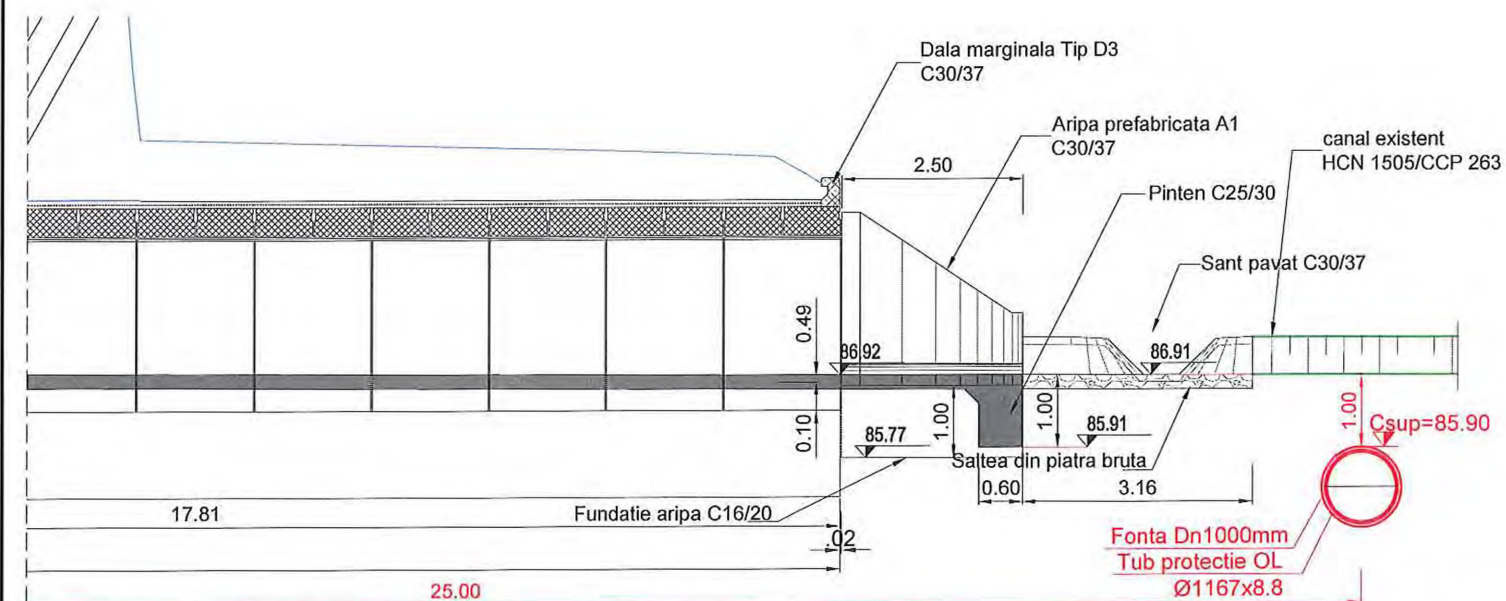 Dala marginala Tip D3
C30/37
Aripa prefabricata A1
C30/37
canal existent
HCN 1505/CCP 263
2.50
Pinten C25/30
Sant pavat C30/37
0.49
86.92
86.91
0.10
1.00
85.77
1.00
85.91
1.00
Csup=85.90
Saltea din piatra bruta
0.60
3.16
17.81
Fundatie aripa C16/20
.02
Fonta Dn1000mm
Tub protectie OL
Ø1167x8.8
25.00